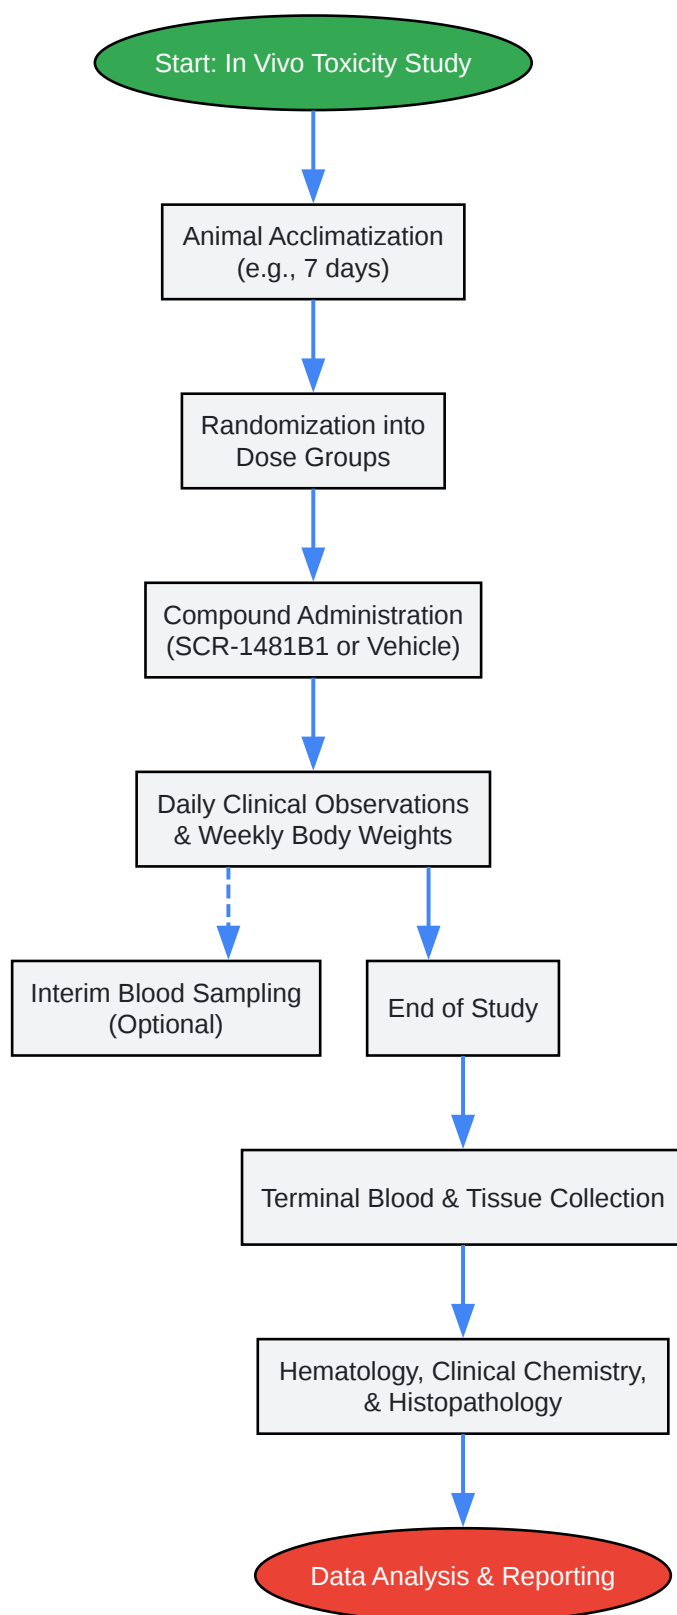 Start: In Vivo Toxicity Study
Animal Acclimatization
(e.g., 7 days)
Randomization into
Dose Groups
Compound Administration
(SCR-1481B1 or Vehicle)
Daily Clinical Observations
& Weekly Body Weights
Interim Blood Sampling
(Optional)
End of Study
Terminal Blood & Tissue Collection
Hematology, Clinical Chemistry,
& Histopathology
Data Analysis & Reporting